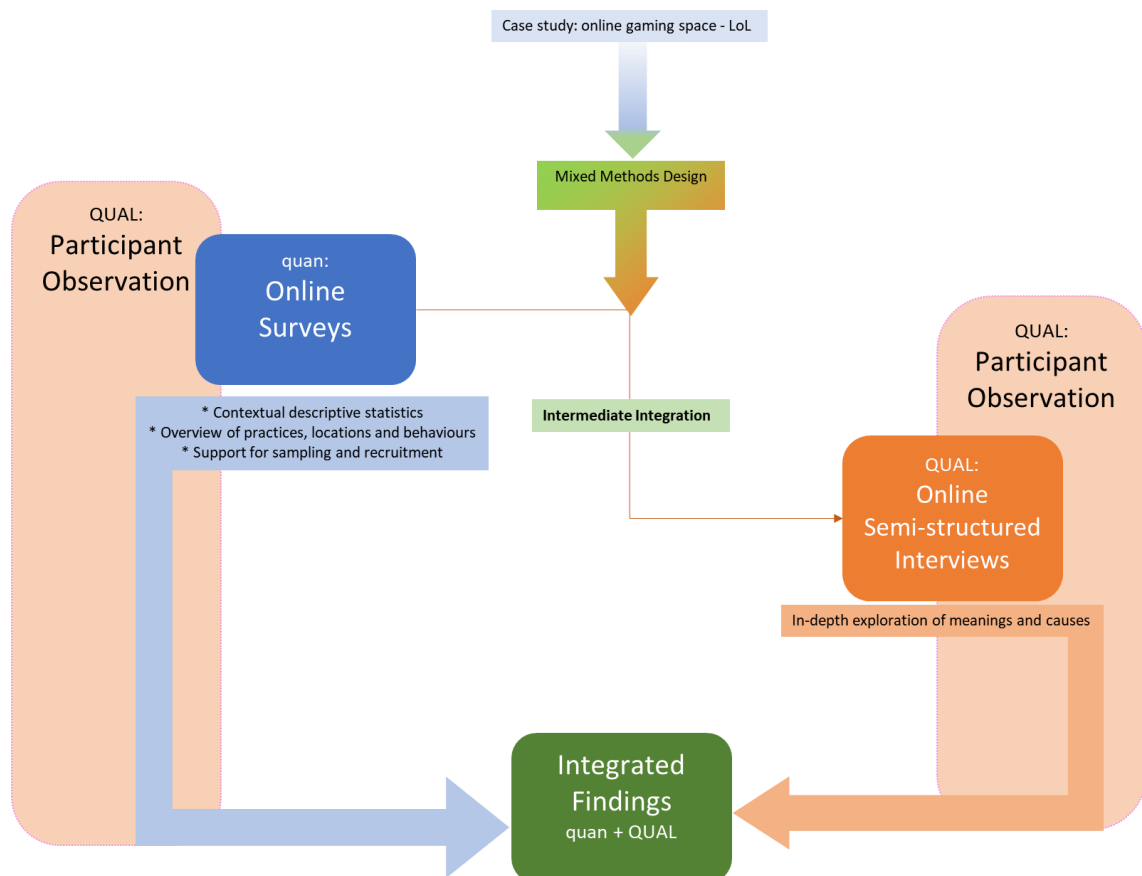 Case study: online gaming space - LoL
Mixed Methods Design
QUAL:
Participant
Observation
quan:
Online
Surveys
* Contextual descriptive statistics
* Overview of practices, locations and behaviours
* Support for sampling and recruitment
Intermediate Integration
QUAL:
Participant
Observation
QUAL:
Online
Semi-structured
Interviews
In-depth exploration of meanings and causes
Integrated
Findings
quan + QUAL